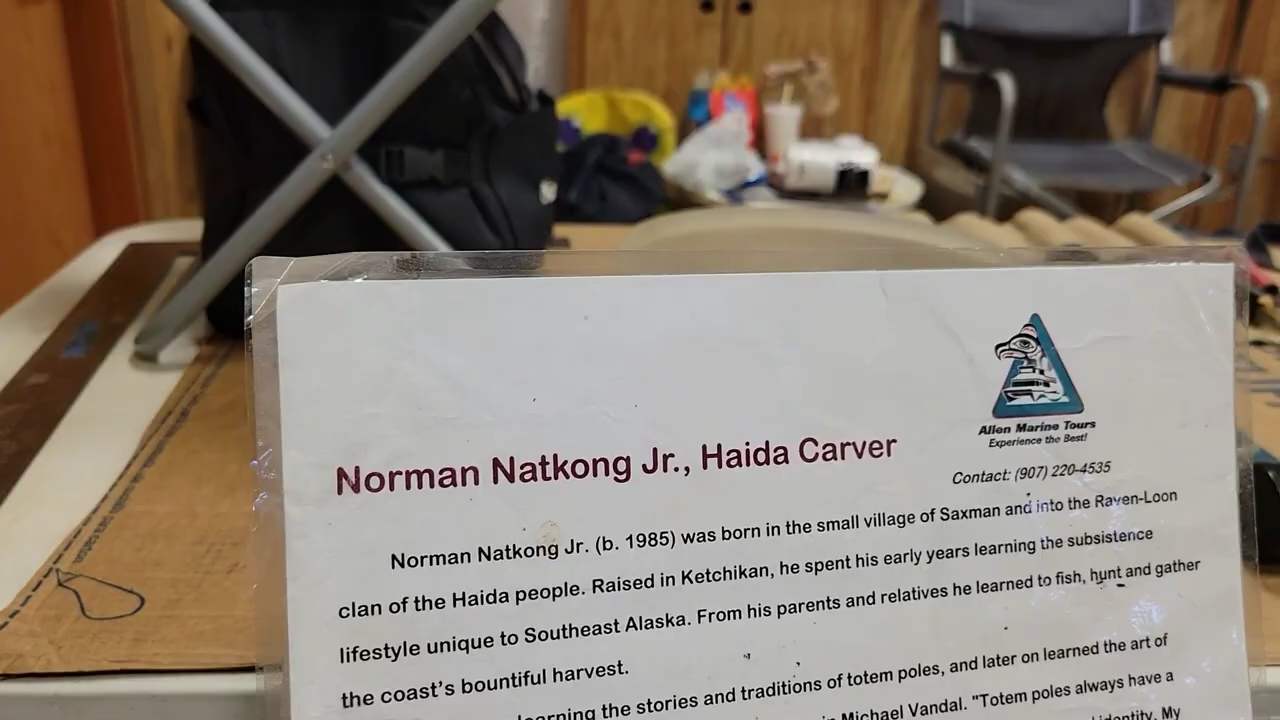 Allen Marine Tours
Experience the Best!
Norman Natkong Jr., Haida Carver
Contact: (907) 220-4535
Norman Natkong Jr. (b. 1985) was born in the small village of Saxman and into the Raven-Loon
clan of the Haida people. Raised in Ketchikan, he spent his early years learning the subsistence
lifestyle unique to Southeast Alaska. From his parents and relatives he learned to fish, hunt and gather
the coast's bountiful harvest.
learning the stories and traditions of totem poles, and later on learned the art of
Michael Vandal. "Totem poles always have a
identity. My